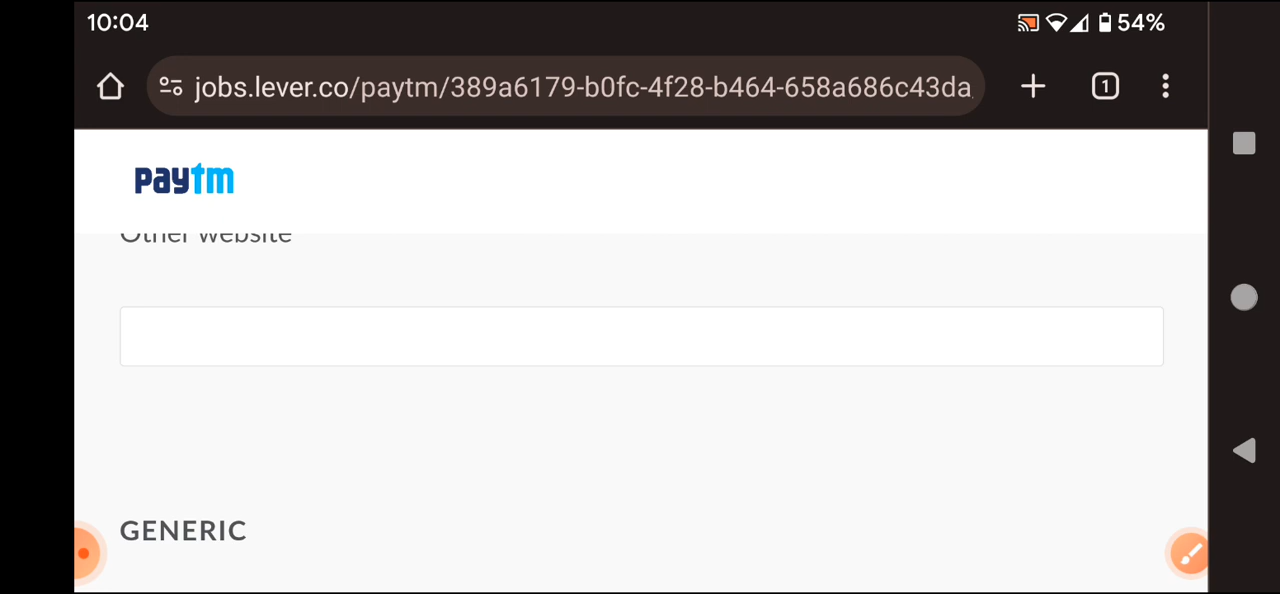 10:04
54%
jobs.lever.co/paytm/389a6179-b0fc-4f28-b464-658a686c43da
1
paytm
Other website
GENERIC